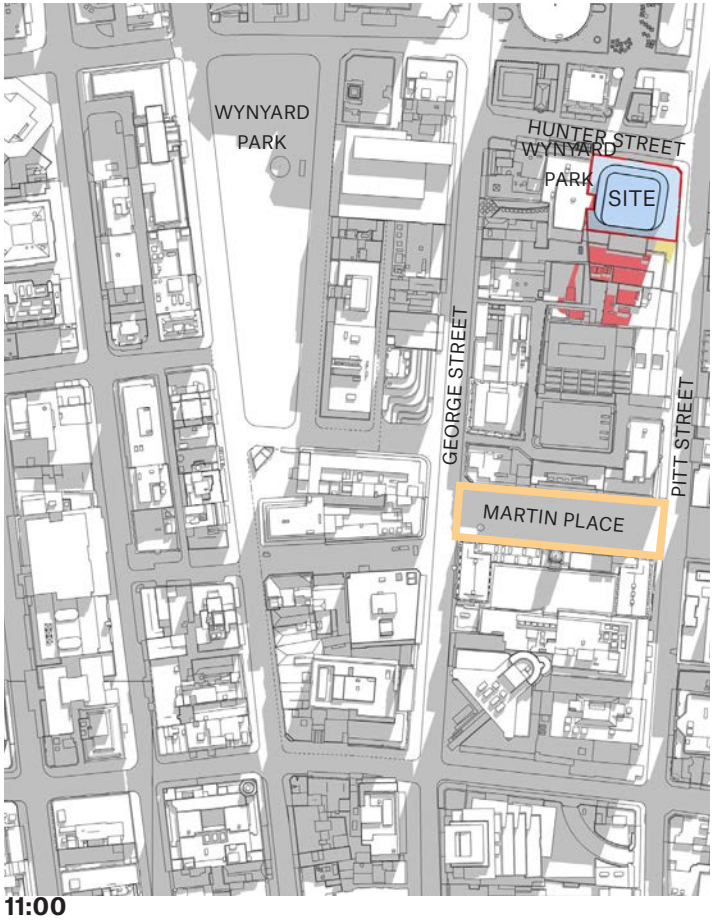 WYNYARD
PARK
HUNTER STREET
WYNYARD
PARK
SITE
GEORGE STREET
PITT STREET
MARTIN PLACE
11:00